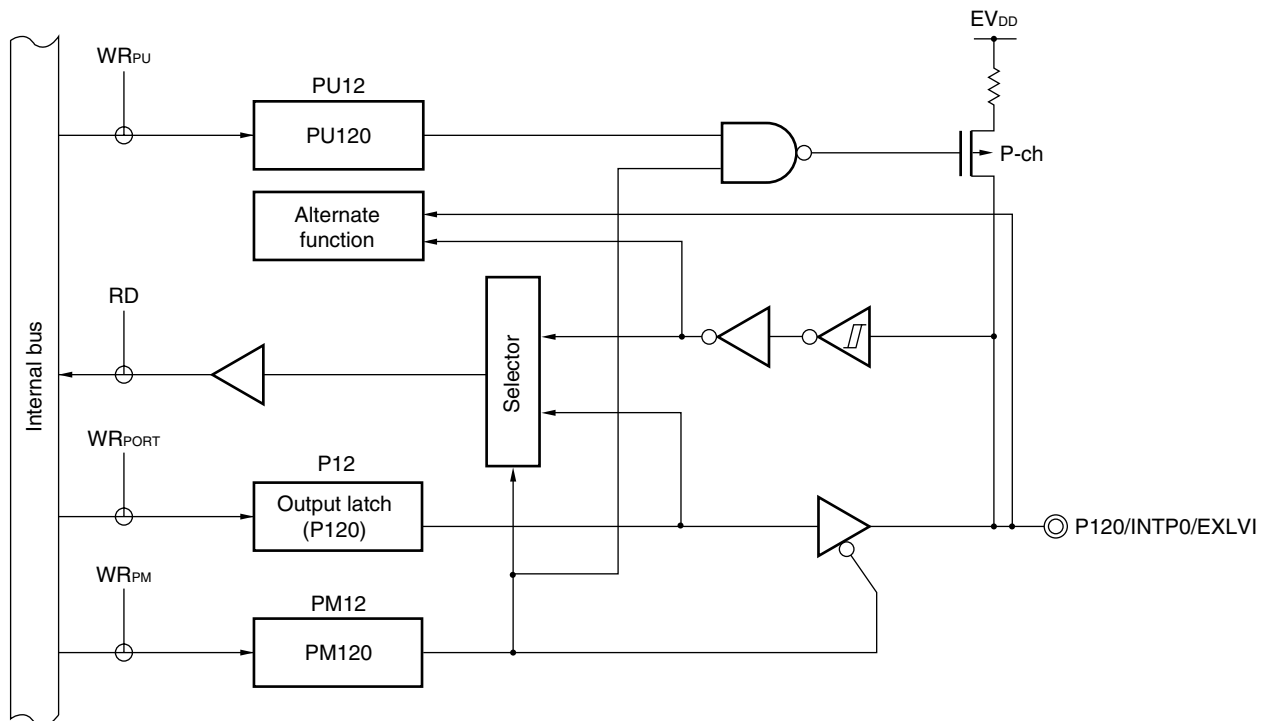 EVDD
WRPU
PU12
PU120
P-ch
Alternate
function
RD
Internal bus
Selector
WRPORT
P12
Output latch
(P120)
P120/INTP0/EXLVI
WRPM
PM12
PM120